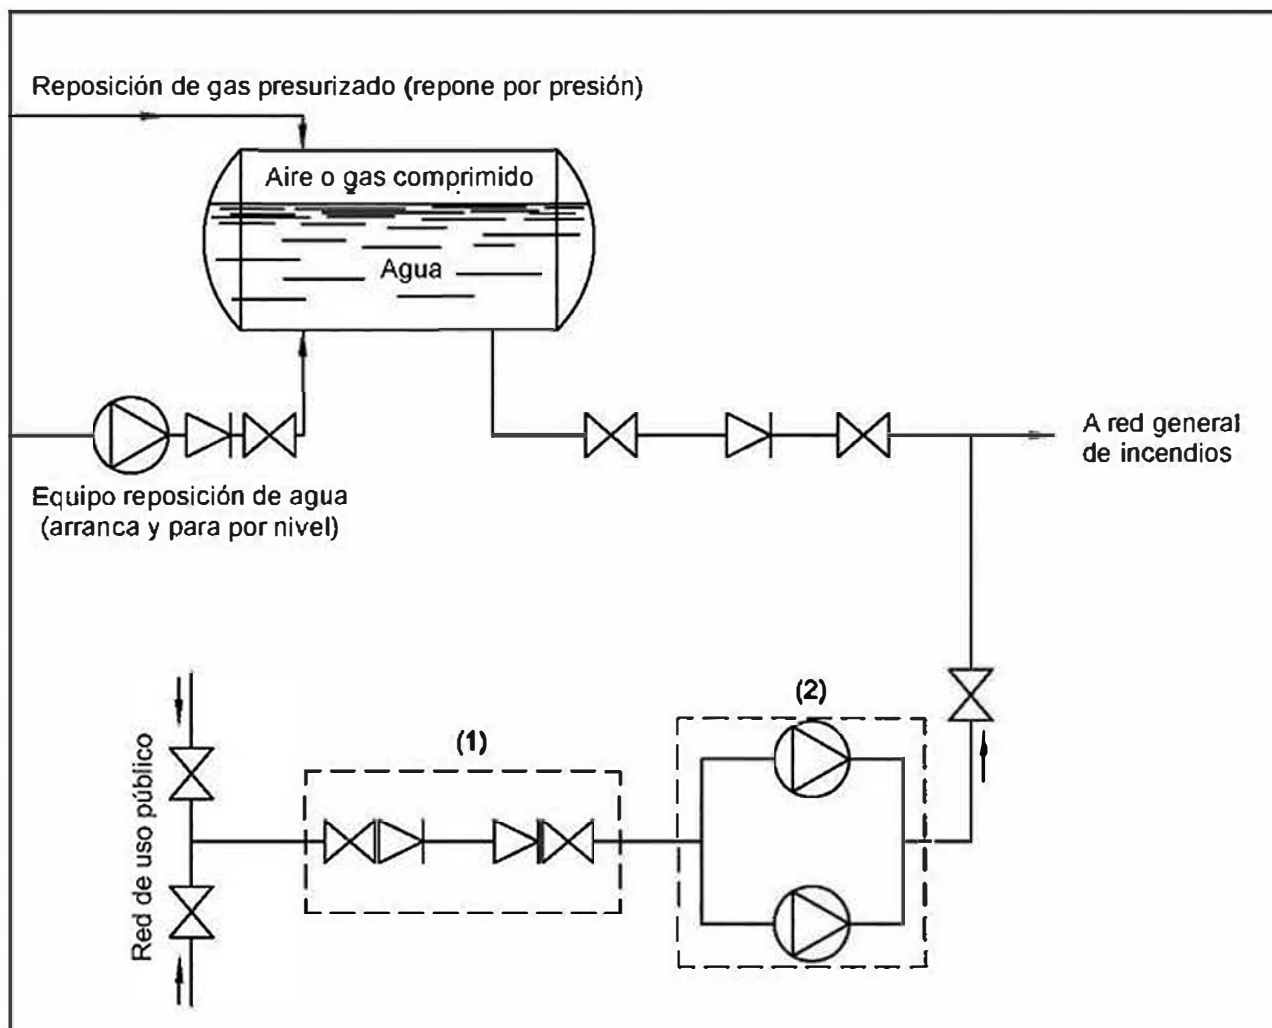 Reposición de gas presurizado (repone por presión)
Aire o gas comprimido
Agua
A red general
de incendios
Equipo reposición de agua
(arranca y para por nivel)
(2)
(1)
Red de uso público